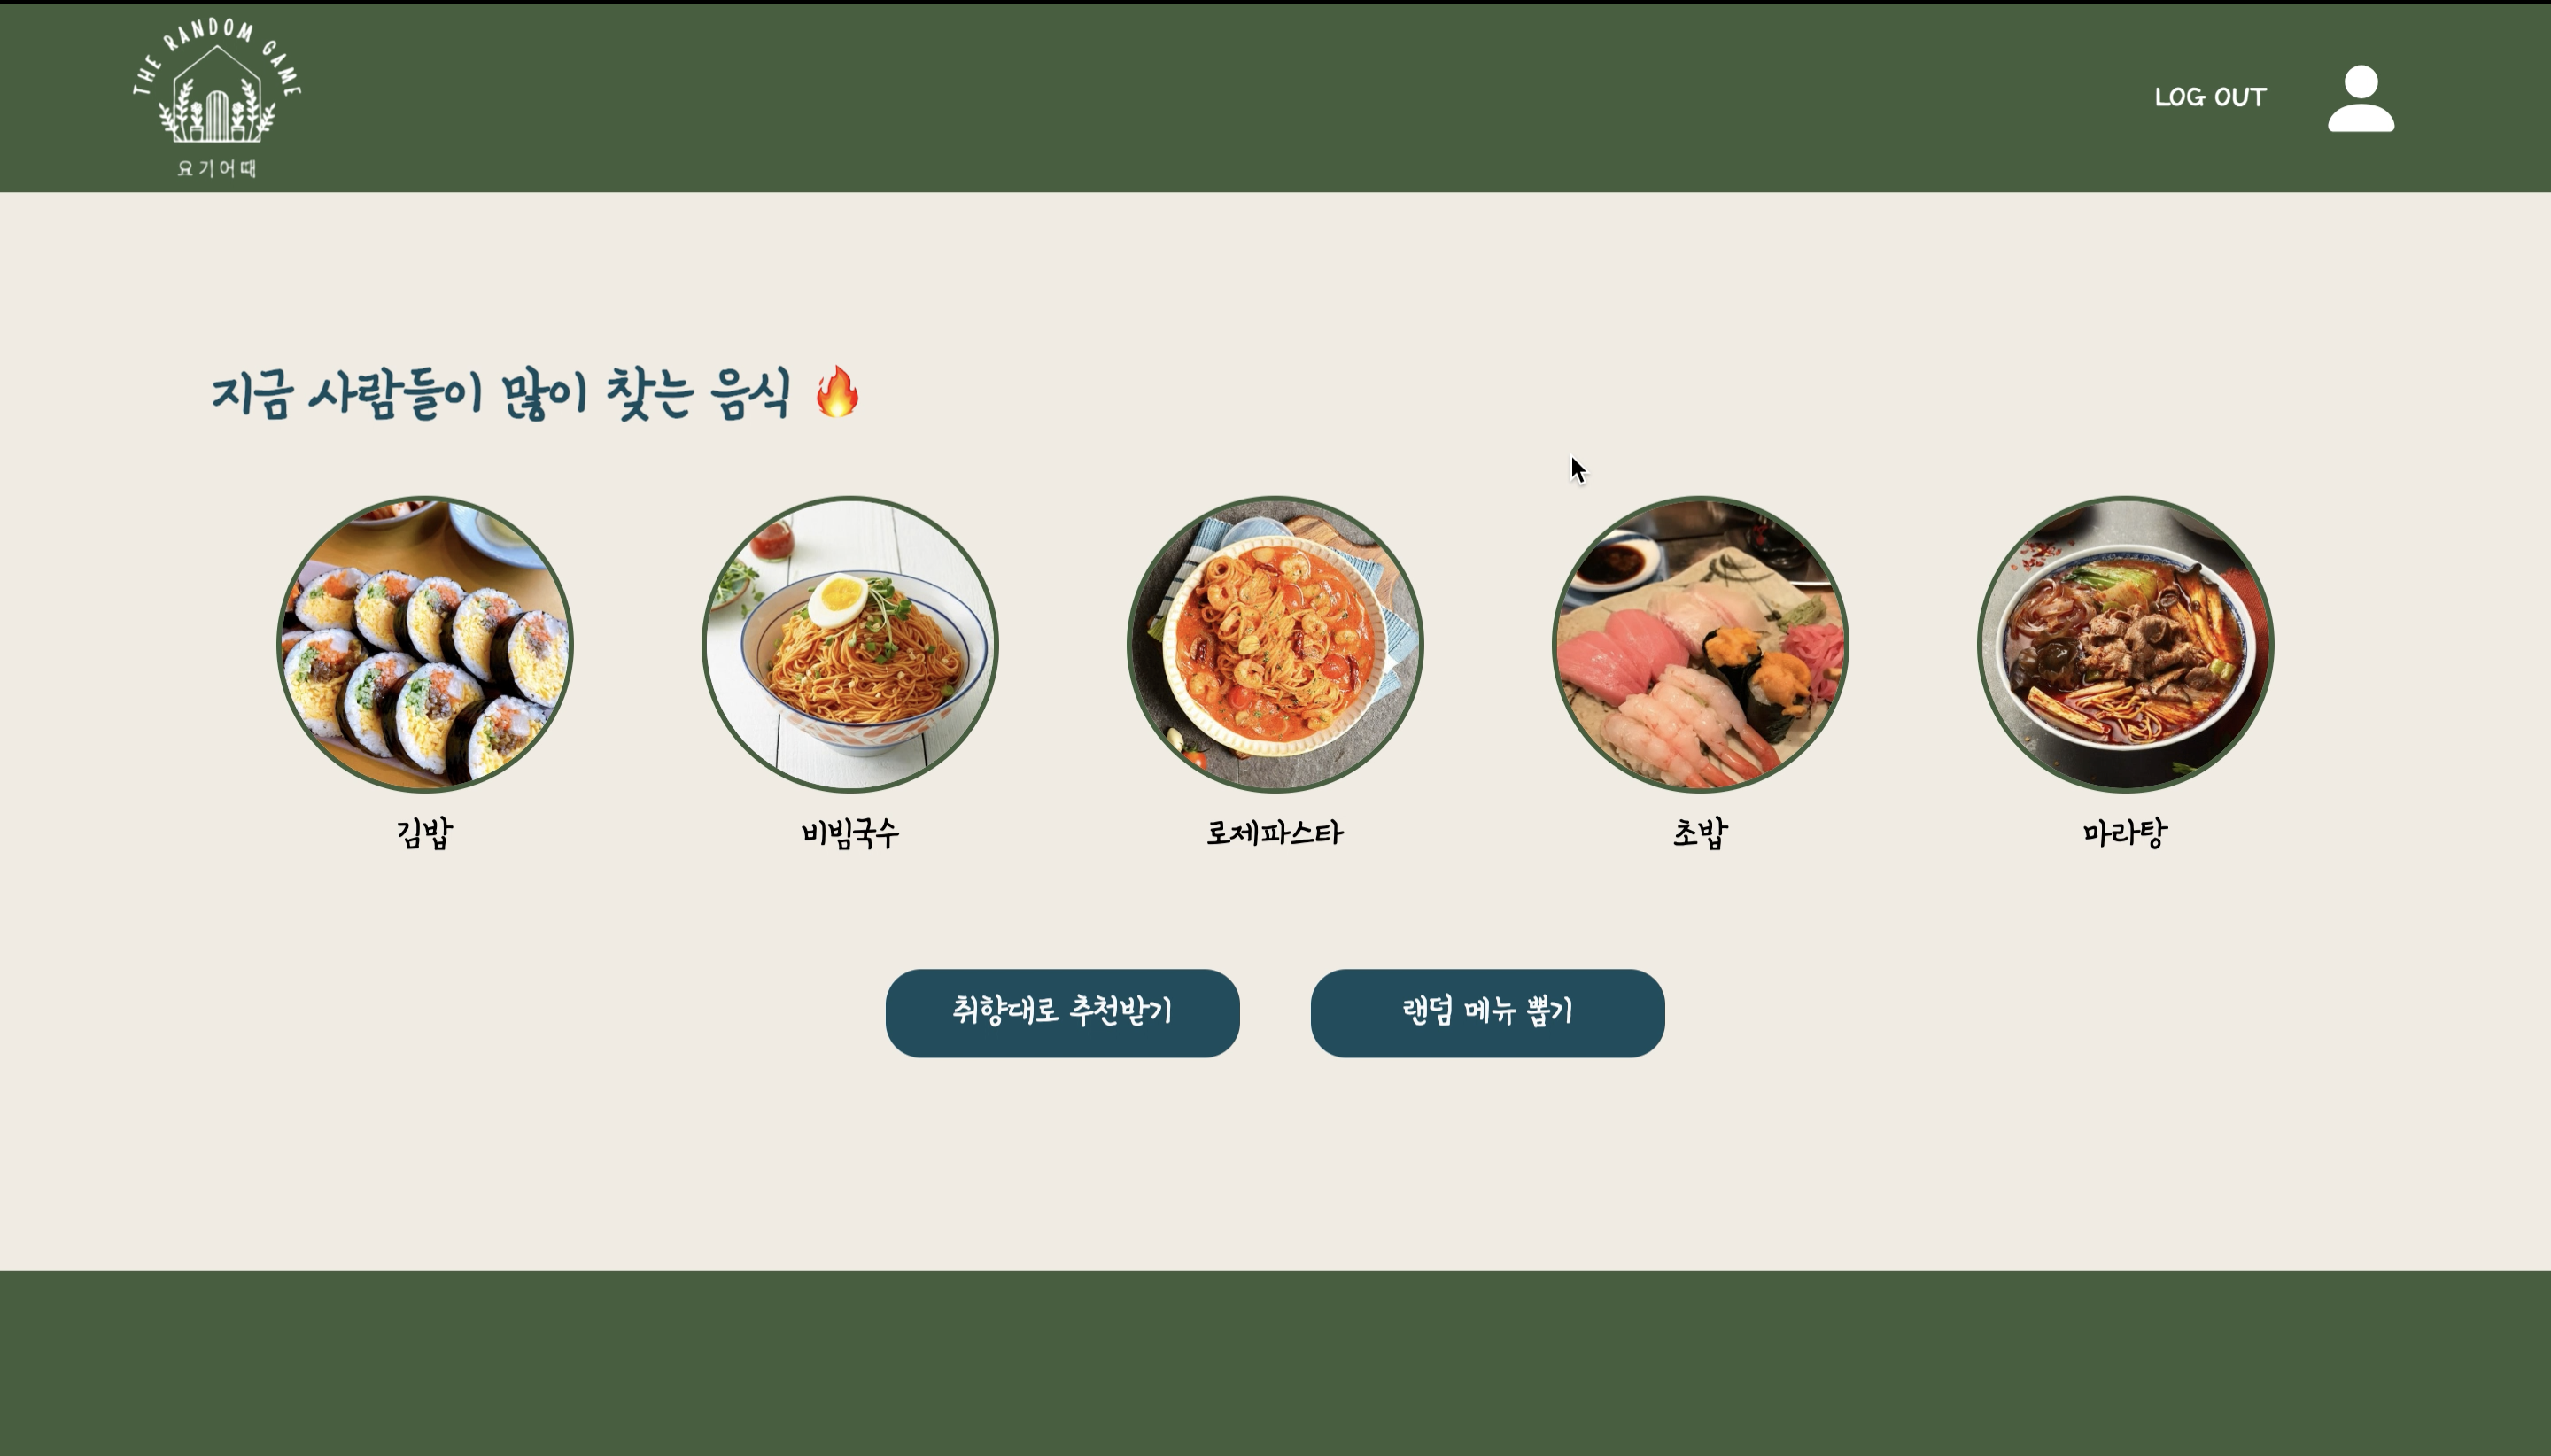 THE RANDOM GAME
요기어때
LOG OUT
지금 사람들이 많이 찾는 음식 🔥
김밥
비빔국수
로제파스타
초밥
마라탕
취향대로 추천받기
랜덤 메뉴 뽑기